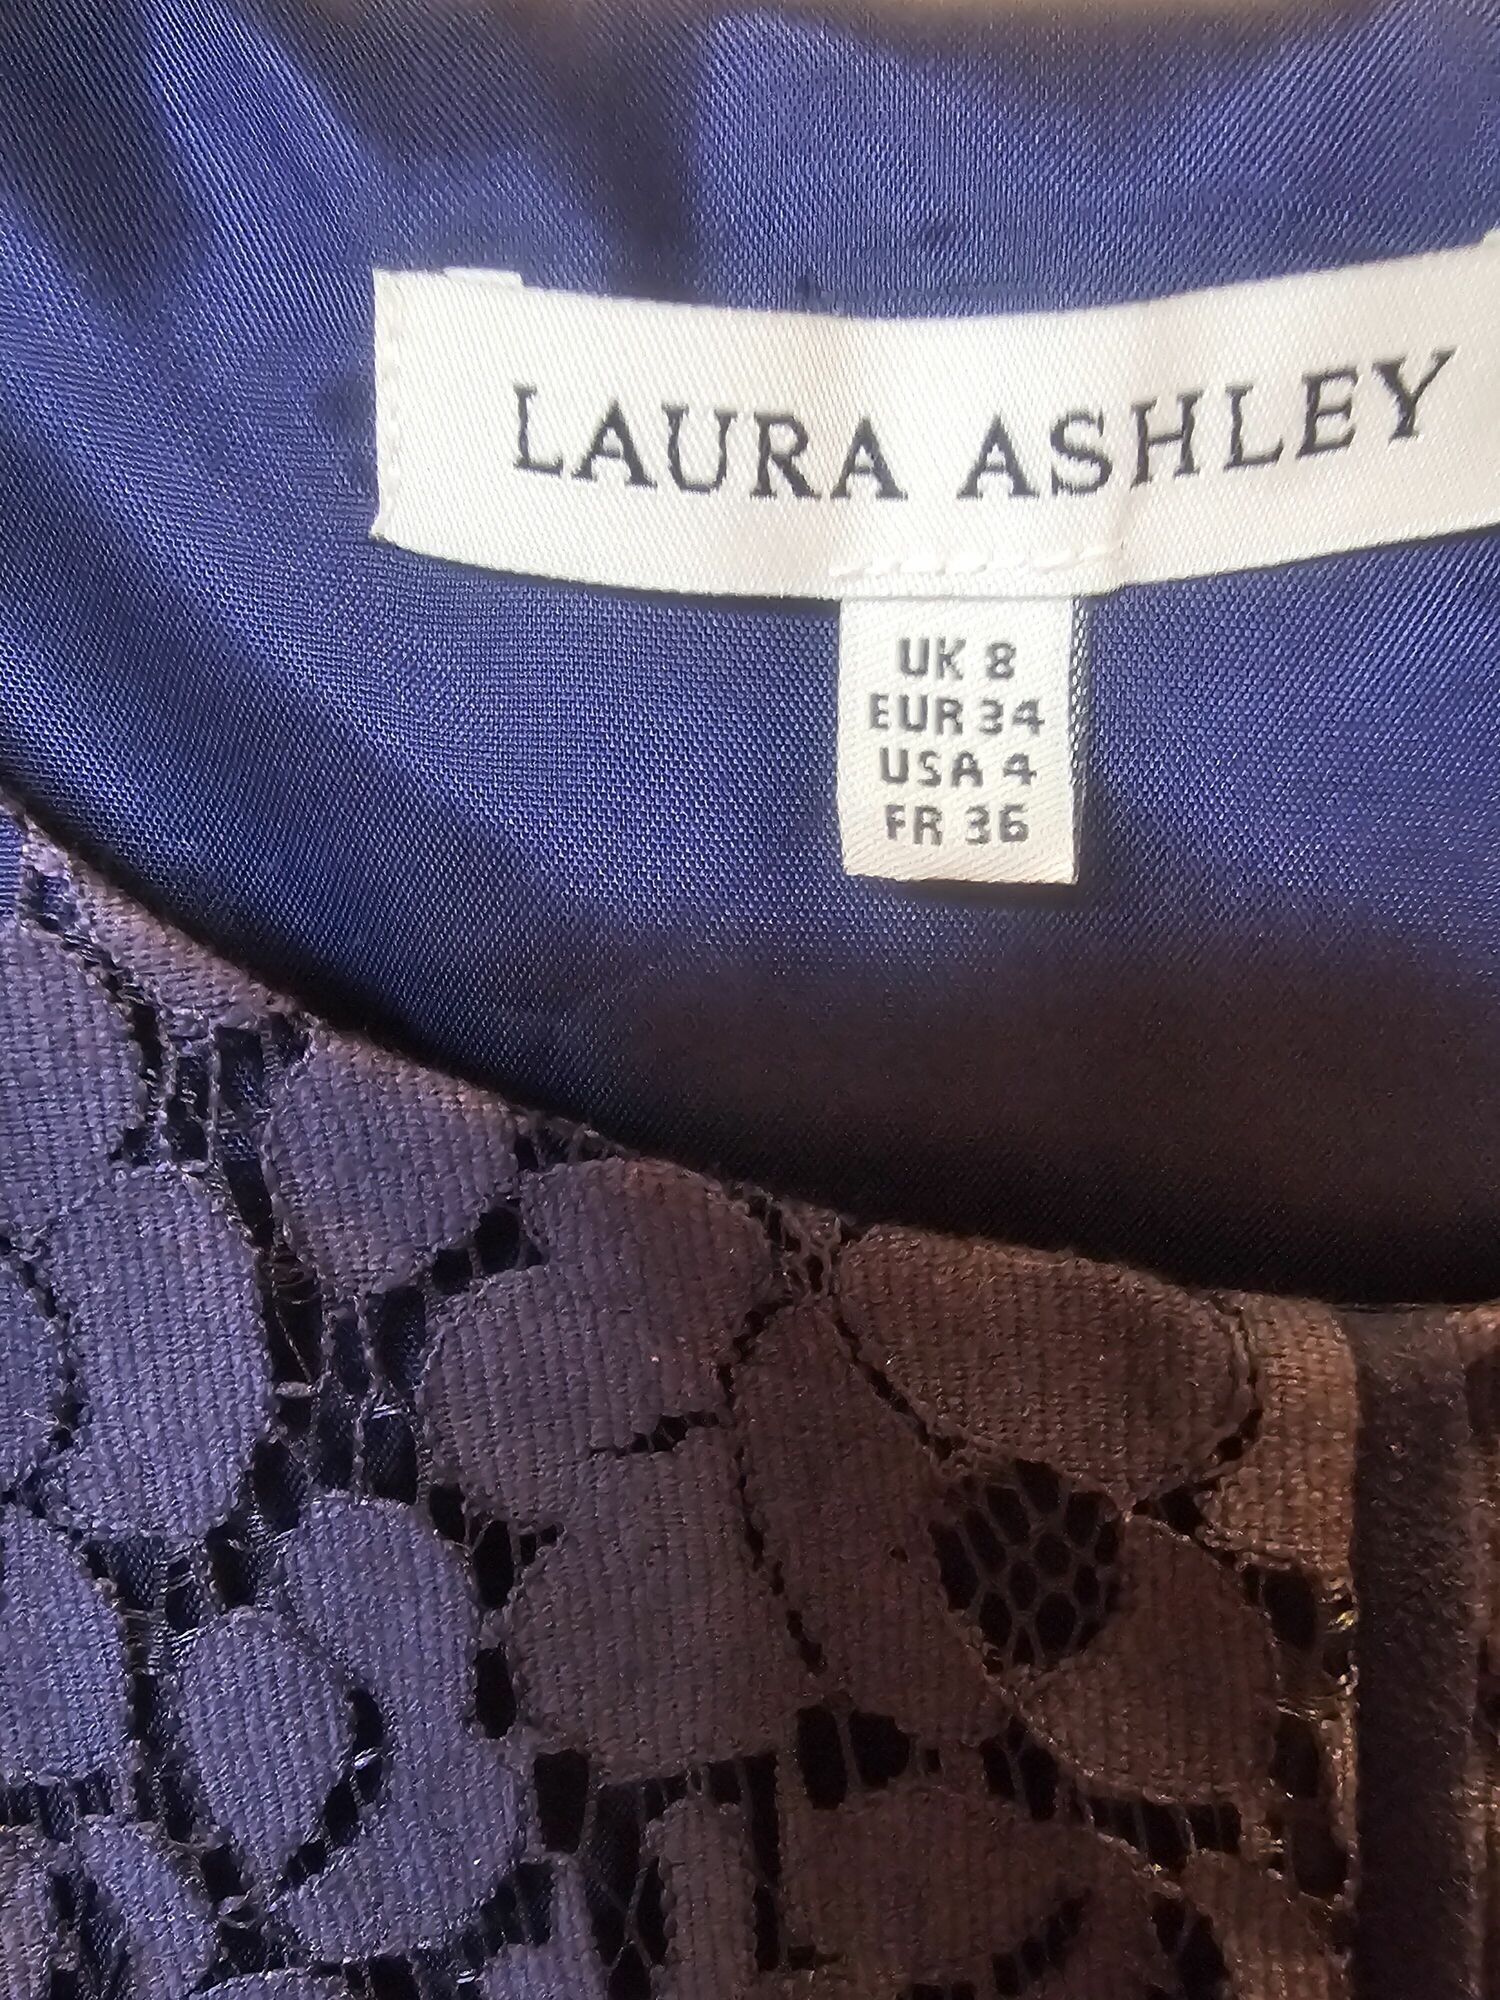 LAURA ASHLEY
UK 8
EUR 34
USA 4
FR 36